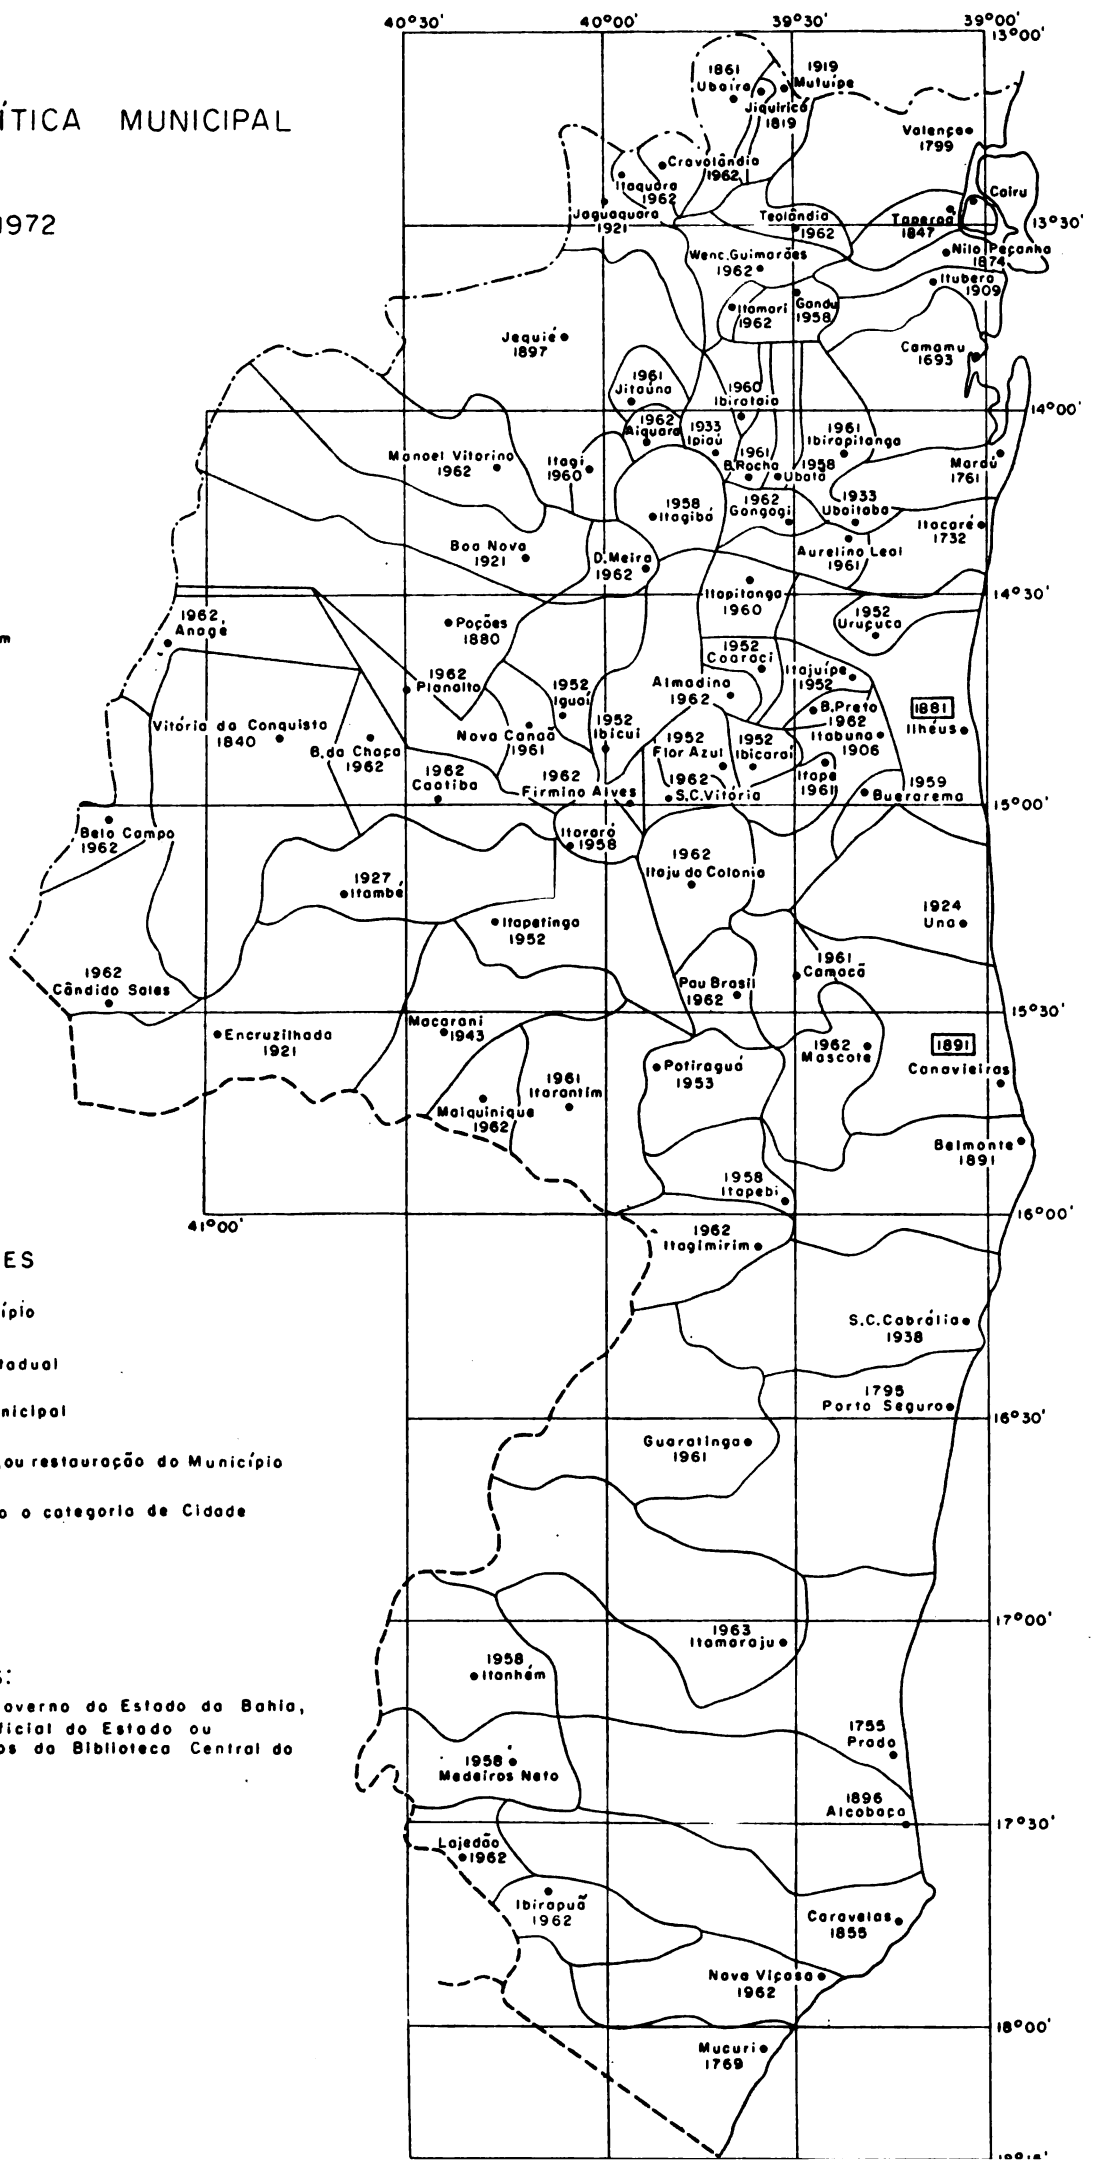 40°30'
40°00'
39°30'
39°00'
13°00'
ÍTICA MUNICIPAL
1972
1861
Ubaíra
1919
Mutuípe
Jiquiriçá
1819
Valença
1799
Cravolândia
1962
Itaquara
1962
Jaguaquara
1921
Teolândia
1962
Taperoá
1847
Cairu
13°30'
Nilo Peçanha
1874
Wenc. Guimarães
1962
Ituberá
1909
Itamari
1962
Gandu
1958
Jequié
1897
Camamu
1693
1961
Jitaúna
1960
Ibirataia
14°00'
1962
Aiquara
1933
Ipiaú
1961
Ibirapitanga
Manoel Vitorino
1962
Itagi
1960
1961
B.Rocha
1958
Ubatã
Maraú
1761
1958
Itagibá
1962
Gongogi
1933
Ubaitaba
Itacaré
1732
Boa Nova
1921
D.Meira
1962
Aurelino Leal
1961
Itapitanga
1960
14°30'
1962
Anagé
Poções
1880
1952
Uruçuca
m
1962
Planalto
1952
Coaraci
Itajuípe
1952
1952
Iguaí
Almadina
1962
B.Preto
1962
1881
Ilhéus
Vitória da Conquista
1840
B. da Choça
1962
Nova Canaã
1961
1952
Ibicuí
1952
Flor Azul
1952
Ibicaraí
Itabuna
1906
1962
Caatiba
1962
Firmino Alves
1962
S.C.Vitória
Itapé
1961
1959
Buerarema
15°00'
Belo Campo
1962
Itororó
1958
1962
Itaju do Colonia
1927
Itambé
Itapetinga
1952
1924
Una
1962
Cândido Sales
1961
Camacã
Pau Brasil
1962
15°30'
Encruzilhada
1921
Macarani
1943
1962
Mascote
1891
Canavieiras
Potiraguá
1953
1961
Itarantim
Maiquinique
1962
Belmonte
1891
1958
Itapebi
41°00'
16°00'
1962
Itagimirim
ES
ípio
S.C.Cabrália
1938
tadual
1795
Porto Seguro
nicipal
16°30'
Guaratinga
1961
,ou restauração do Município
o a categoria de Cidade
17°00'
1963
Itamaraju
1958
Itanhém
S:
overno do Estado da Bahia,
ficial do Estado ou
os da Biblioteca Central do
1755
Prado
1958
Medeiros Neto
1896
Alcobaça
17°30'
Lajedão
1962
Ibirapuã
1962
Caravelas
1855
Nova Viçosa
1962
18°00'
Mucuri
1769